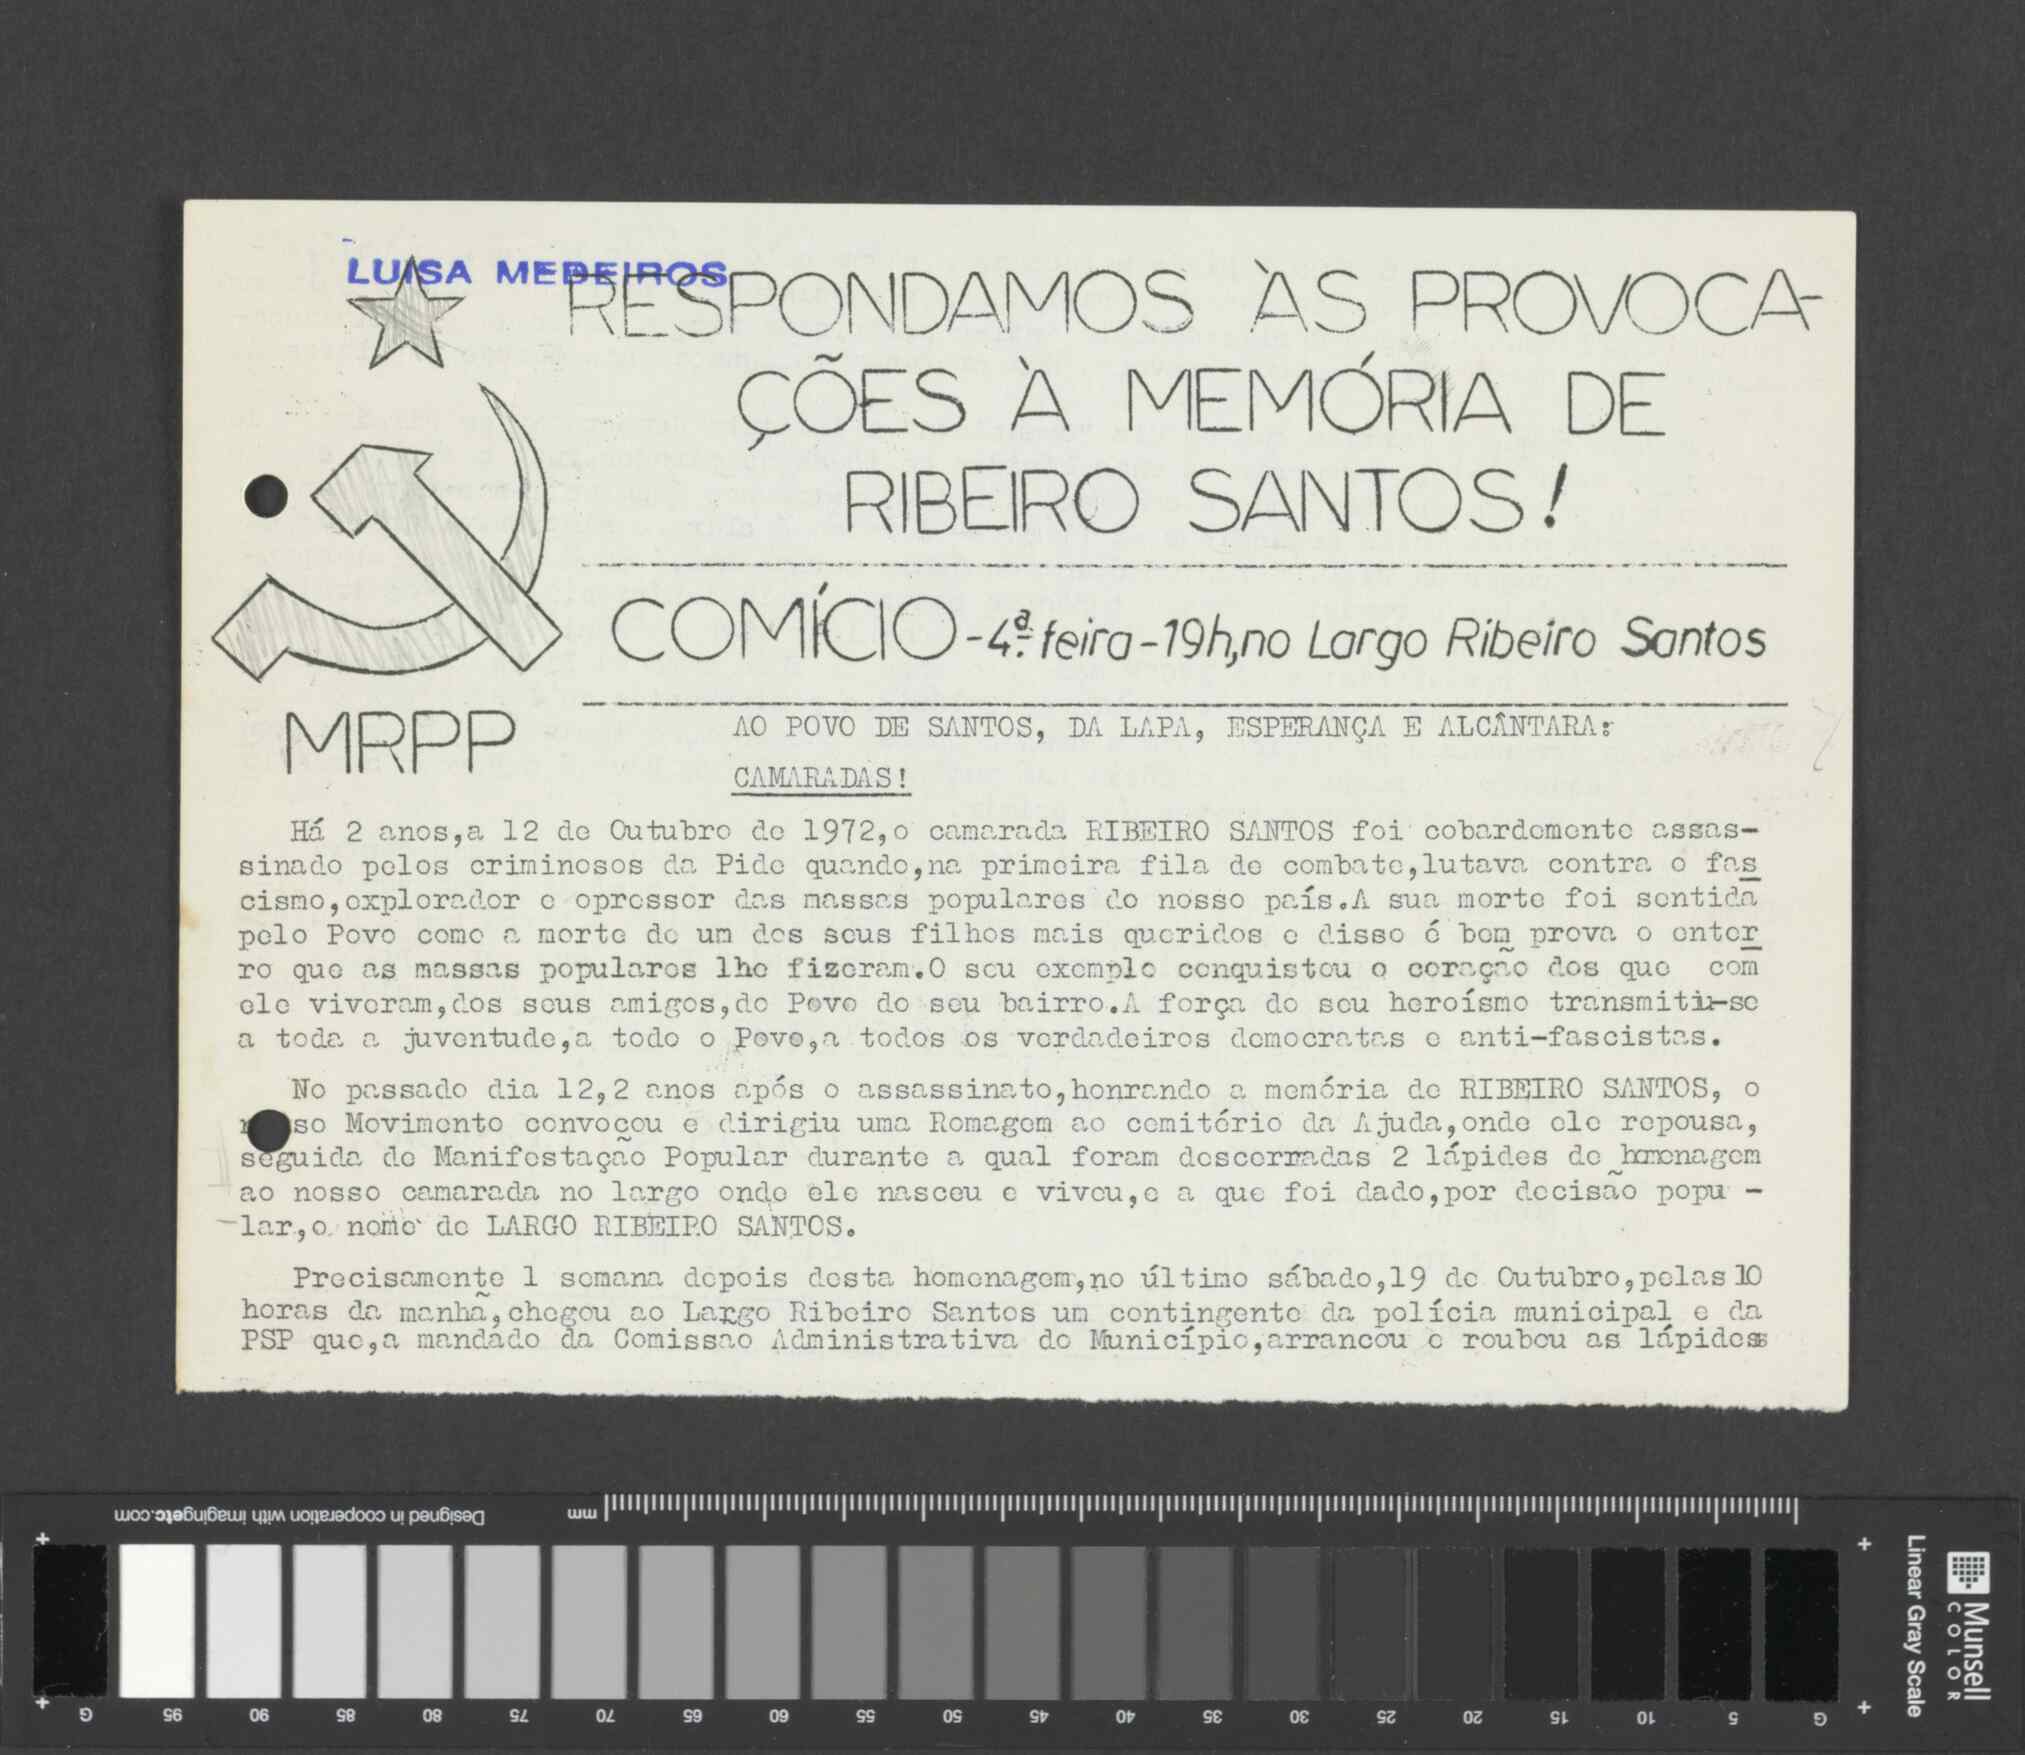 LUISA MEDEIROS
RESPONDAMOS ÀS PROVOCA-
ÇÕES À MEMÓRIA DE
RIBEIRO SANTOS!
COMÍCIO-4ª feira-19h, no Largo Ribeiro Santos
MRPP
AO POVO DE SANTOS, DA LAPA, ESPERANÇA E ALCÂNTARA:
CAMARADAS!
Há 2 anos,a 12 de Outubro de 1972,o camarada RIBEIRO SANTOS foi cobardemente assas-
sinado pelos criminosos da Pide quando,na primeira fila de combate,lutava contra o fas
cismo,explorador e opressor das massas populares do nosso país.A sua morte foi sentida
pelo Povo como a morte de um dos seus filhos mais queridos e disso é bem prova o enter
ro que as massas populares lhe fizeram.O seu exemplo conquistou o coração dos que com
ele viveram,dos seus amigos,do Povo do seu bairro.A força do seu heroísmo transmitiu-se
a toda a juventude,a todo o Povo,a todos os verdadeiros democratas e anti-fascistas.
No passado dia 12,2 anos após o assassinato,honrando a memória de RIBEIRO SANTOS, o
so Movimento convocou e dirigiu uma Romagem ao cemitério da Ajuda,onde ele repousa,
seguida de Manifestação Popular durante a qual foram descerradas 2 lápides de homenagem
ao nosso camarada no largo onde ele nasceu e viveu,e a que foi dado,por decisão popu -
lar,o nome de LARGO RIBEIRO SANTOS.
Precisamente 1 semana depois desta homenagem,no último sábado,19 de Outubro,pelas 10
horas da manhã,chegou ao Largo Ribeiro Santos um contingente da polícia municipal e da
PSP que,a mandado da Comissão Administrativa do Município,arrancou e roubou as lápides
Designed in cooperation with imagingetc.com
mm
G 95 90 85 80 75 70 65 60 55 50 45 40 35 30 25 20 15 10 5 G
Linear Gray Scale
Munsell
COLOR